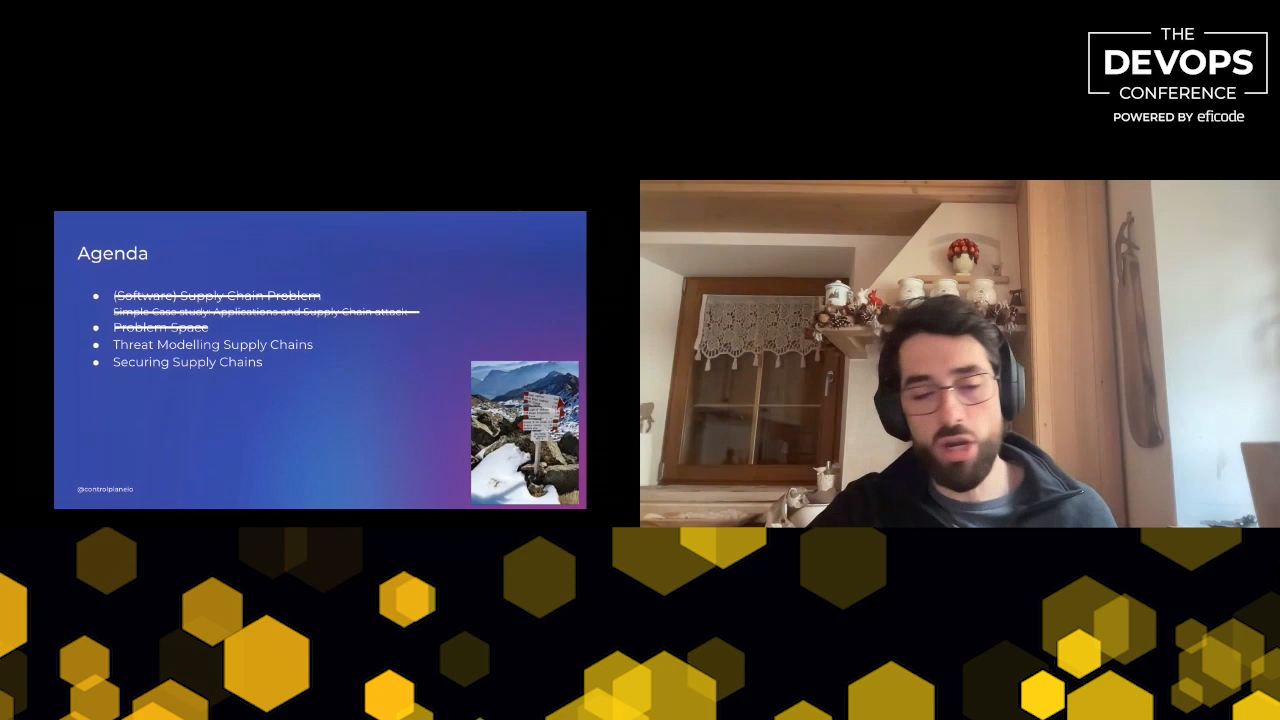 THE
DEVOPS
CONFERENCE
POWERED BY eficode
Agenda
(Software) Supply Chain Problem
Simple Case study: Applications and Supply Chain attack
Problem Space
Threat Modelling Supply Chains
Securing Supply Chains
@controlplaneio